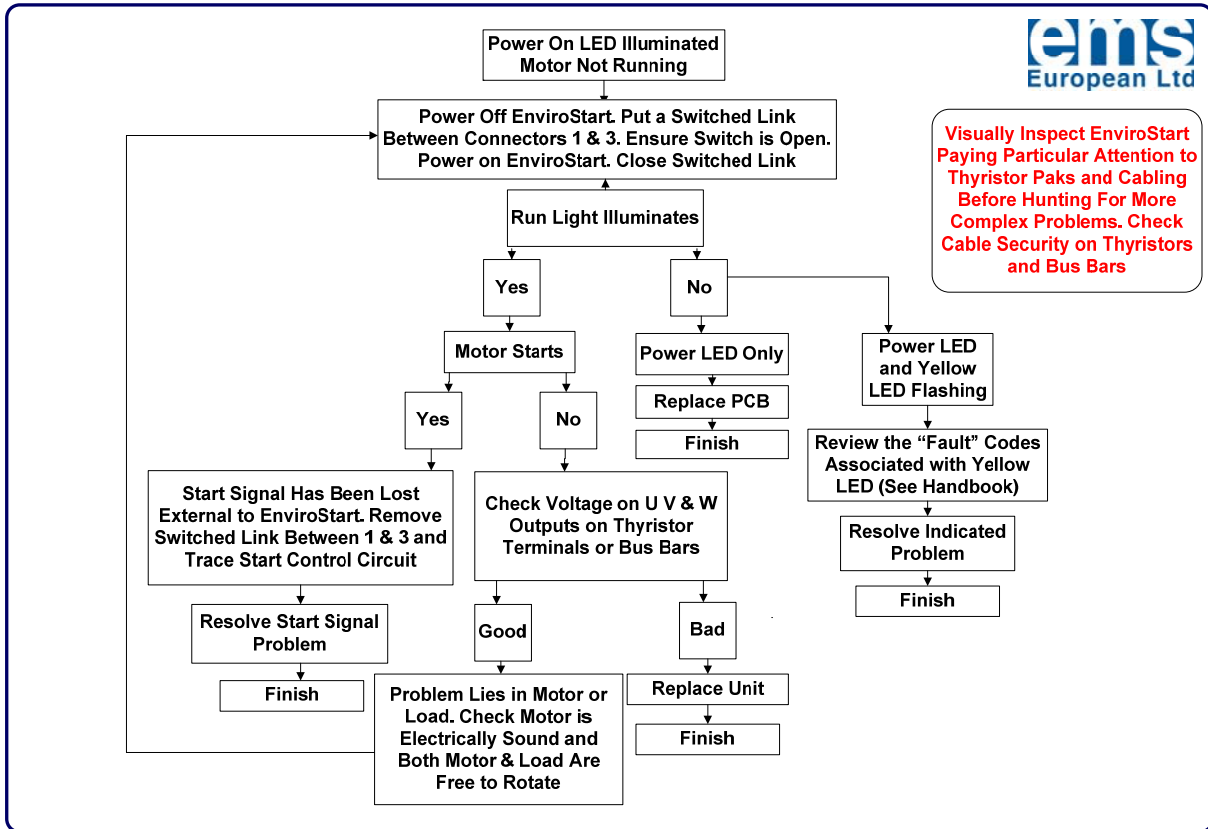 Power On LED Illuminated
Motor Not Running
ems
European Ltd
Power Off EnviroStart. Put a Switched Link
Between Connectors 1 & 3. Ensure Switch is Open.
Power on EnviroStart. Close Switched Link
Visually Inspect EnviroStart
Paying Particular Attention to
Thyristor Paks and Cabling
Before Hunting For More
Complex Problems. Check
Cable Security on Thyristors
and Bus Bars
Run Light Illuminates
Yes
No
Motor Starts
Power LED Only
Power LED
and Yellow
LED Flashing
Yes
No
Replace PCB
Finish
Review the “Fault” Codes
Associated with Yellow
LED (See Handbook)
Start Signal Has Been Lost
External to EnviroStart. Remove
Switched Link Between 1 & 3 and
Trace Start Control Circuit
Check Voltage on U V & W
Outputs on Thyristor
Terminals or Bus Bars
Resolve Indicated
Problem
Finish
Resolve Start Signal
Problem
Good
Bad
Finish
Problem Lies in Motor or
Load. Check Motor is
Electrically Sound and
Both Motor & Load Are
Free to Rotate
Replace Unit
Finish